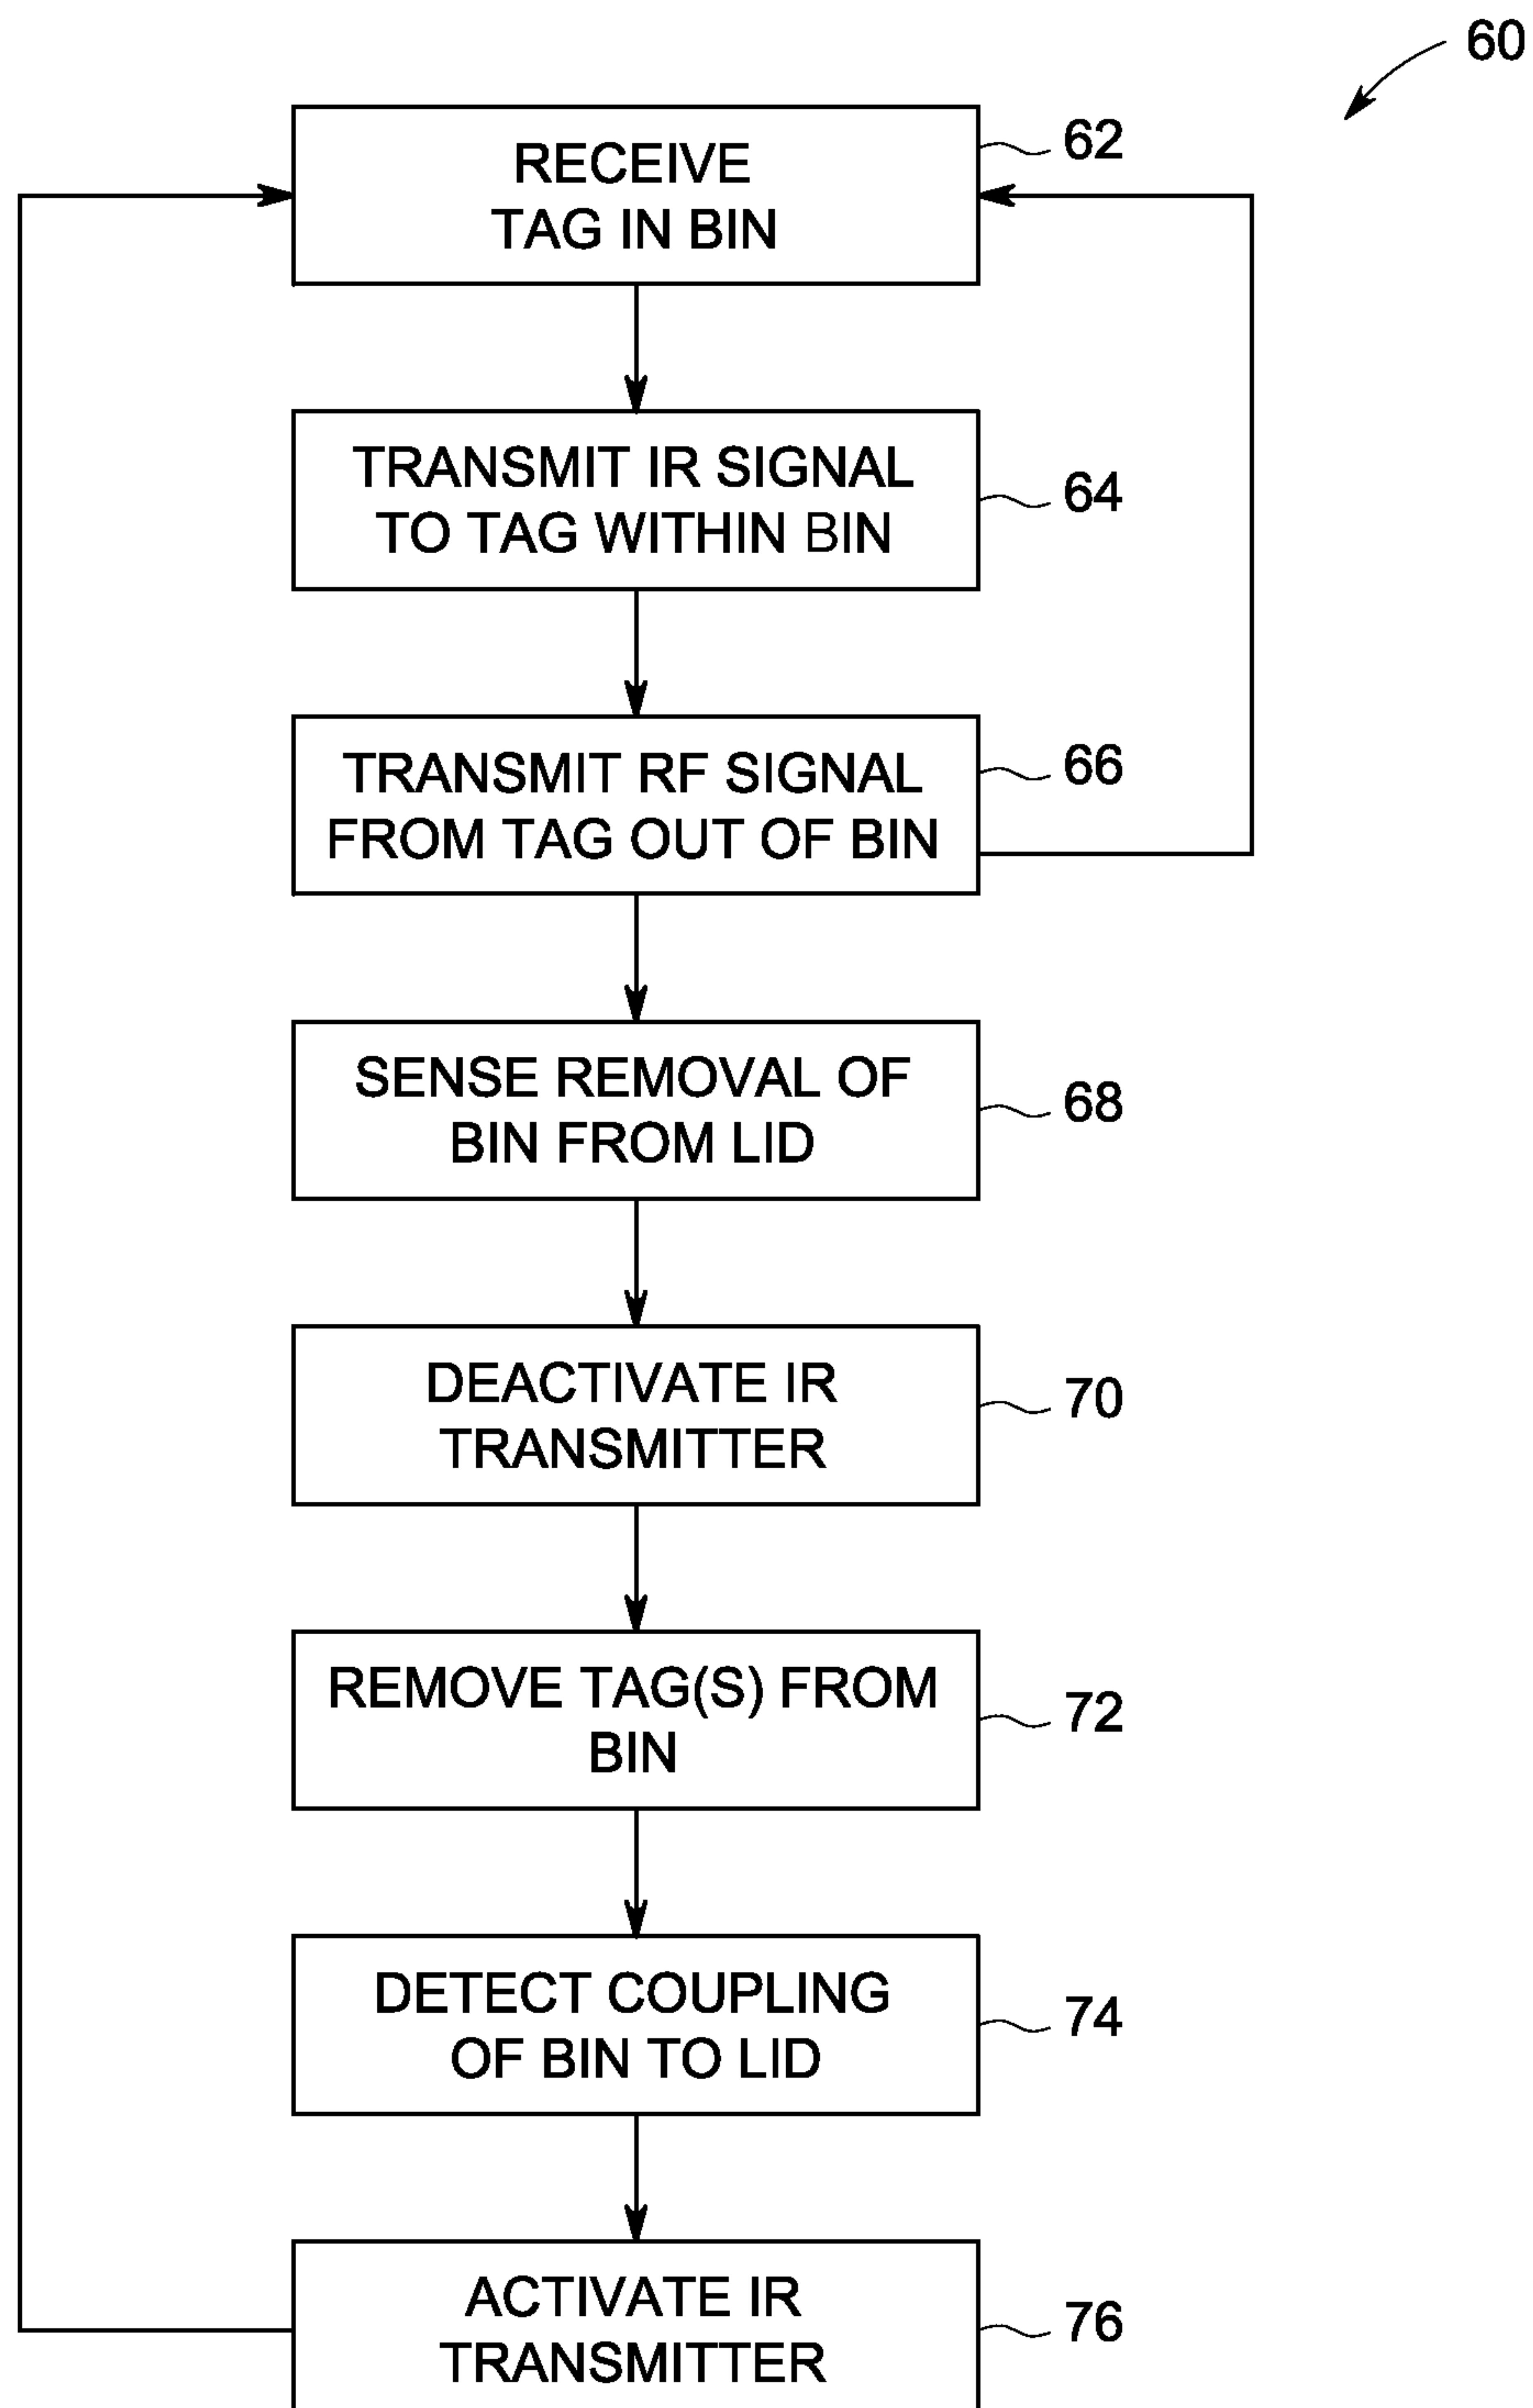 60
RECEIVE
TAG IN BIN
62
TRANSMIT IR SIGNAL
TO TAG WITHIN BIN
64
TRANSMIT RF SIGNAL
FROM TAG OUT OF BIN
66
SENSE REMOVAL OF
BIN FROM LID
68
DEACTIVATE IR
TRANSMITTER
70
REMOVE TAG(S) FROM
BIN
72
DETECT COUPLING
OF BIN TO LID
74
ACTIVATE IR
TRANSMITTER
76